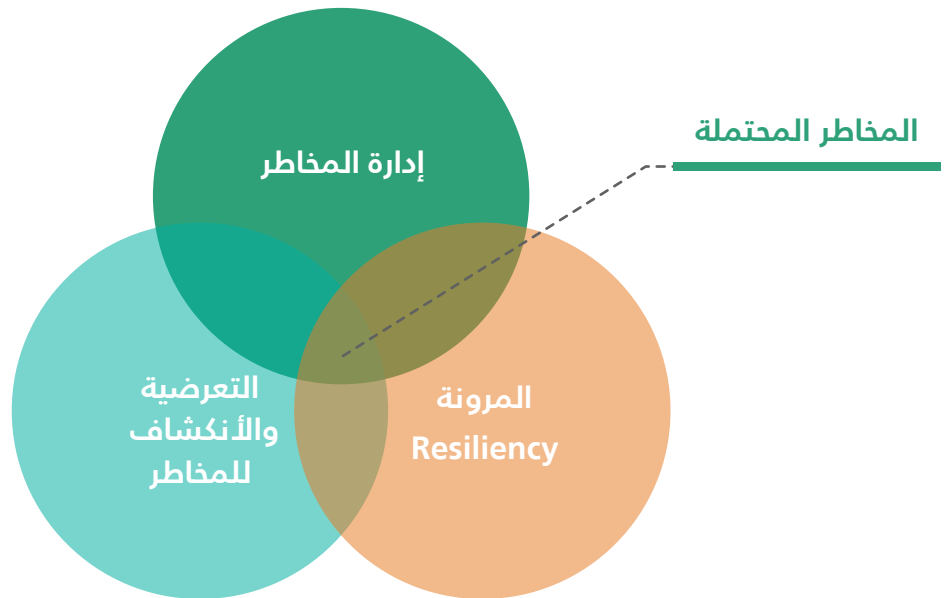 المخاطر المحتملة
إدارة المخاطر
التعرضية
والأنكشاف
للمخاطر
المرونة
Resiliency